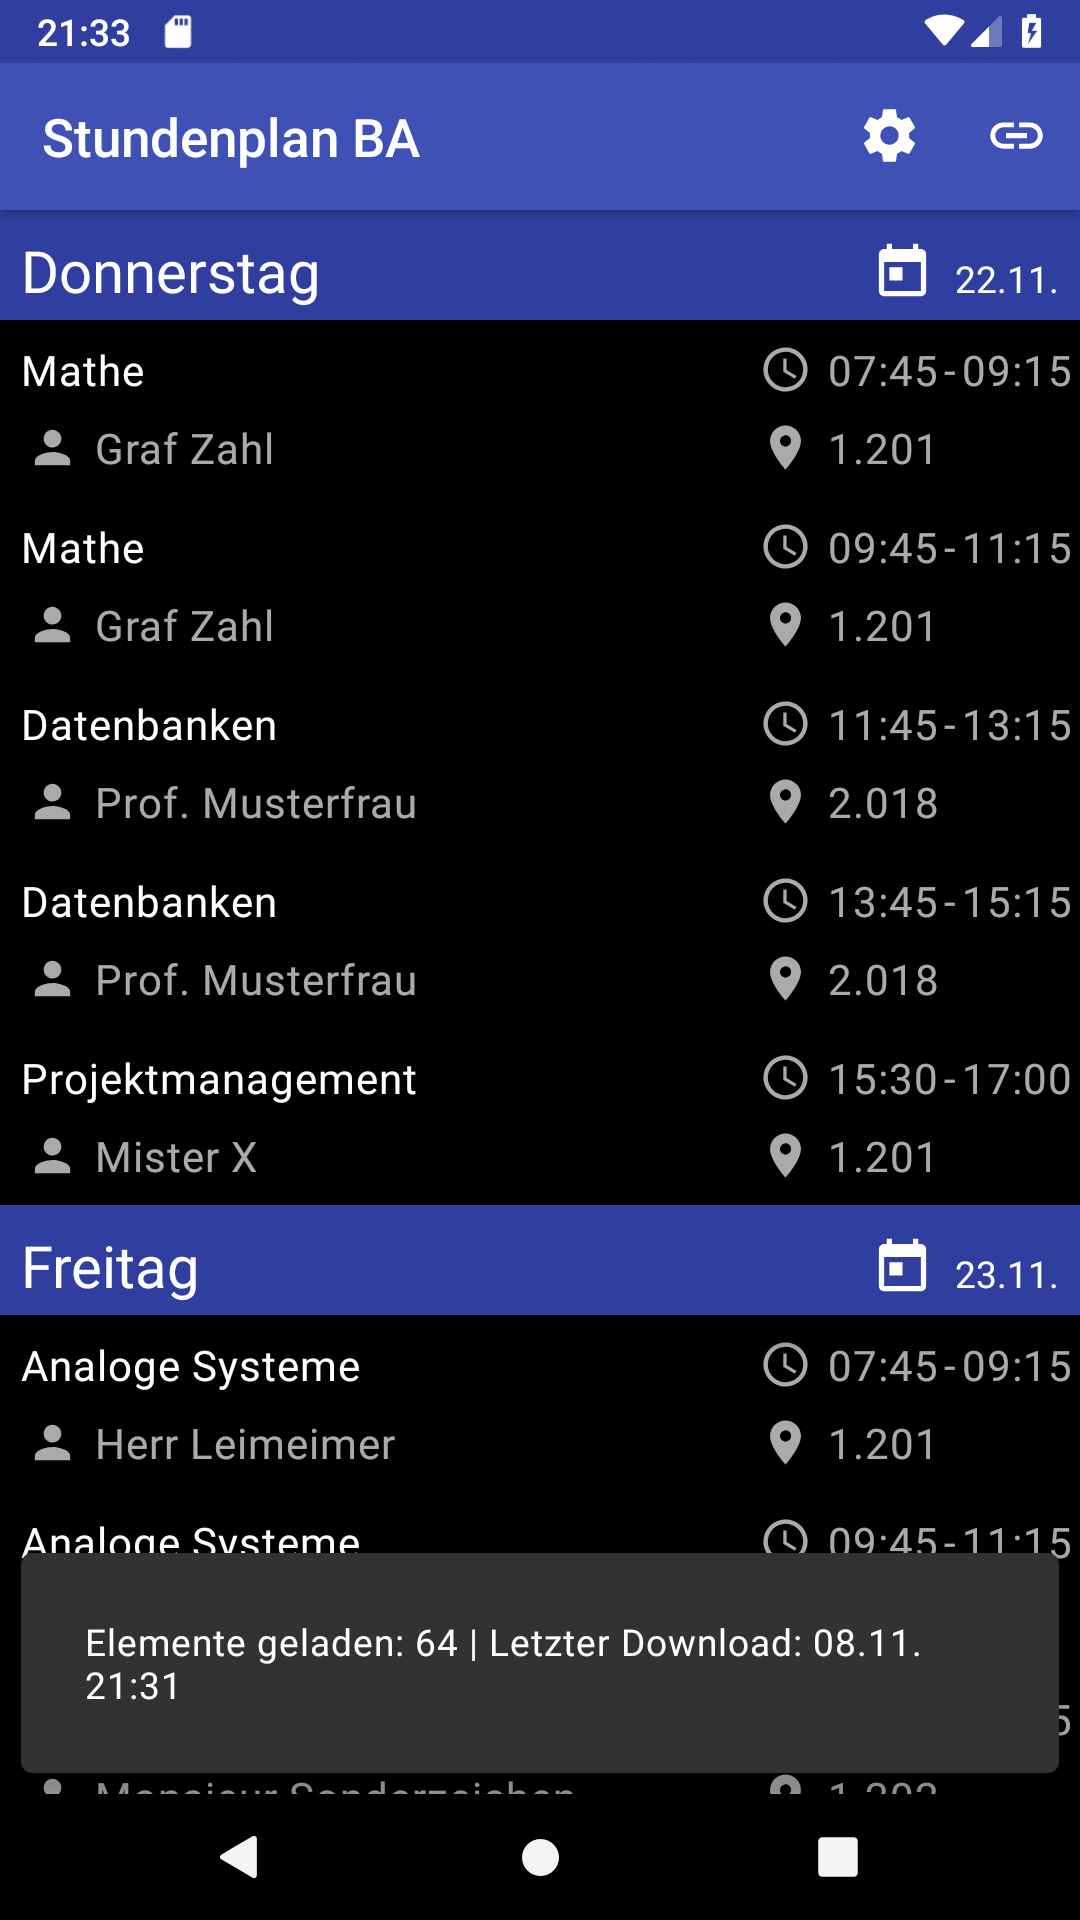 21:33
Stundenplan BA
Donnerstag 22.11.
Mathe 07:45-09:15
Graf Zahl 1.201
Mathe 09:45-11:15
Graf Zahl 1.201
Datenbanken 11:45-13:15
Prof. Musterfrau 2.018
Datenbanken 13:45-15:15
Prof. Musterfrau 2.018
Projektmanagement 15:30-17:00
Mister X 1.201
Freitag 23.11.
Analoge Systeme 07:45-09:15
Herr Leimeimer 1.201
Analoge Systeme 09:45-11:15
Elemente geladen: 64 | Letzter Download: 08.11.
21:31
Monsieur Sonderzeichen